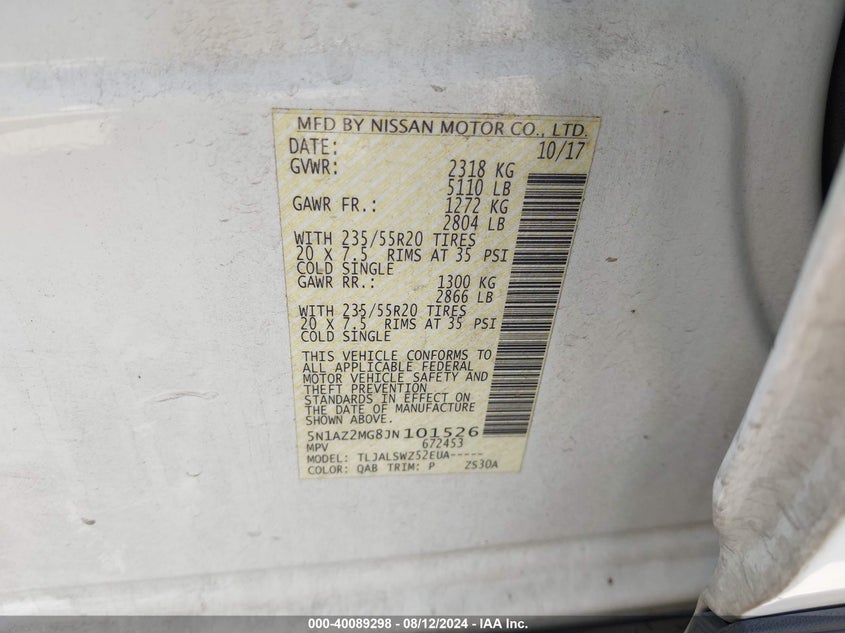 MFD BY NISSAN MOTOR CO., LTD.
DATE: 10/17
GVWR: 2318 KG
5110 LB
GAWR FR.: 1272 KG
2804 LB
WITH 235/55R20 TIRES
20 X 7.5 RIMS AT 35 PSI
COLD SINGLE
GAWR RR.: 1300 KG
2866 LB
WITH 235/55R20 TIRES
20 X 7.5 RIMS AT 35 PSI
COLD SINGLE
THIS VEHICLE CONFORMS TO
ALL APPLICABLE FEDERAL
MOTOR VEHICLE SAFETY AND
THEFT PREVENTION
STANDARDS IN EFFECT ON
THE DATE OF MANUFACTURE
SHOWN ABOVE.
5N1AZ2MG8JN101526
MPV 672453
MODEL: TLJALSWZ52EUA-----
COLOR: QAB TRIM: P ZS30A
000-40089298 - 08/12/2024 - IAA Inc.